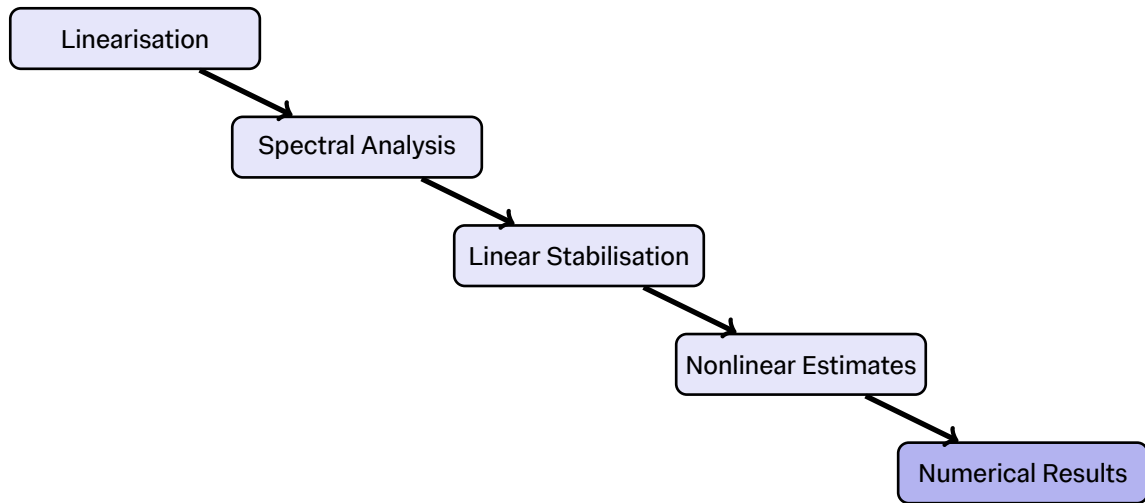 Linearisation
Spectral Analysis
Linear Stabilisation
Nonlinear Estimates
Numerical Results